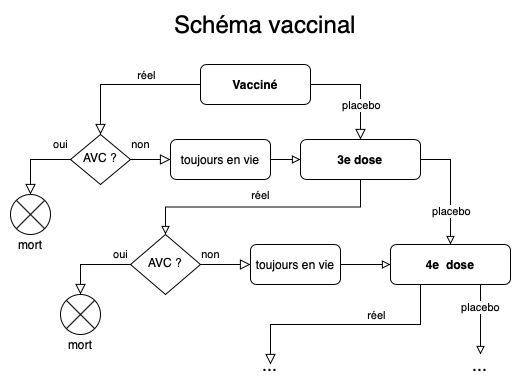 Schéma vaccinal
réel
Vacciné
placebo
oui
AVC ?
non
toujours en vie
3e dose
mort
réel
placebo
oui
AVC ?
non
toujours en vie
4e  dose
mort
réel
placebo
...
...